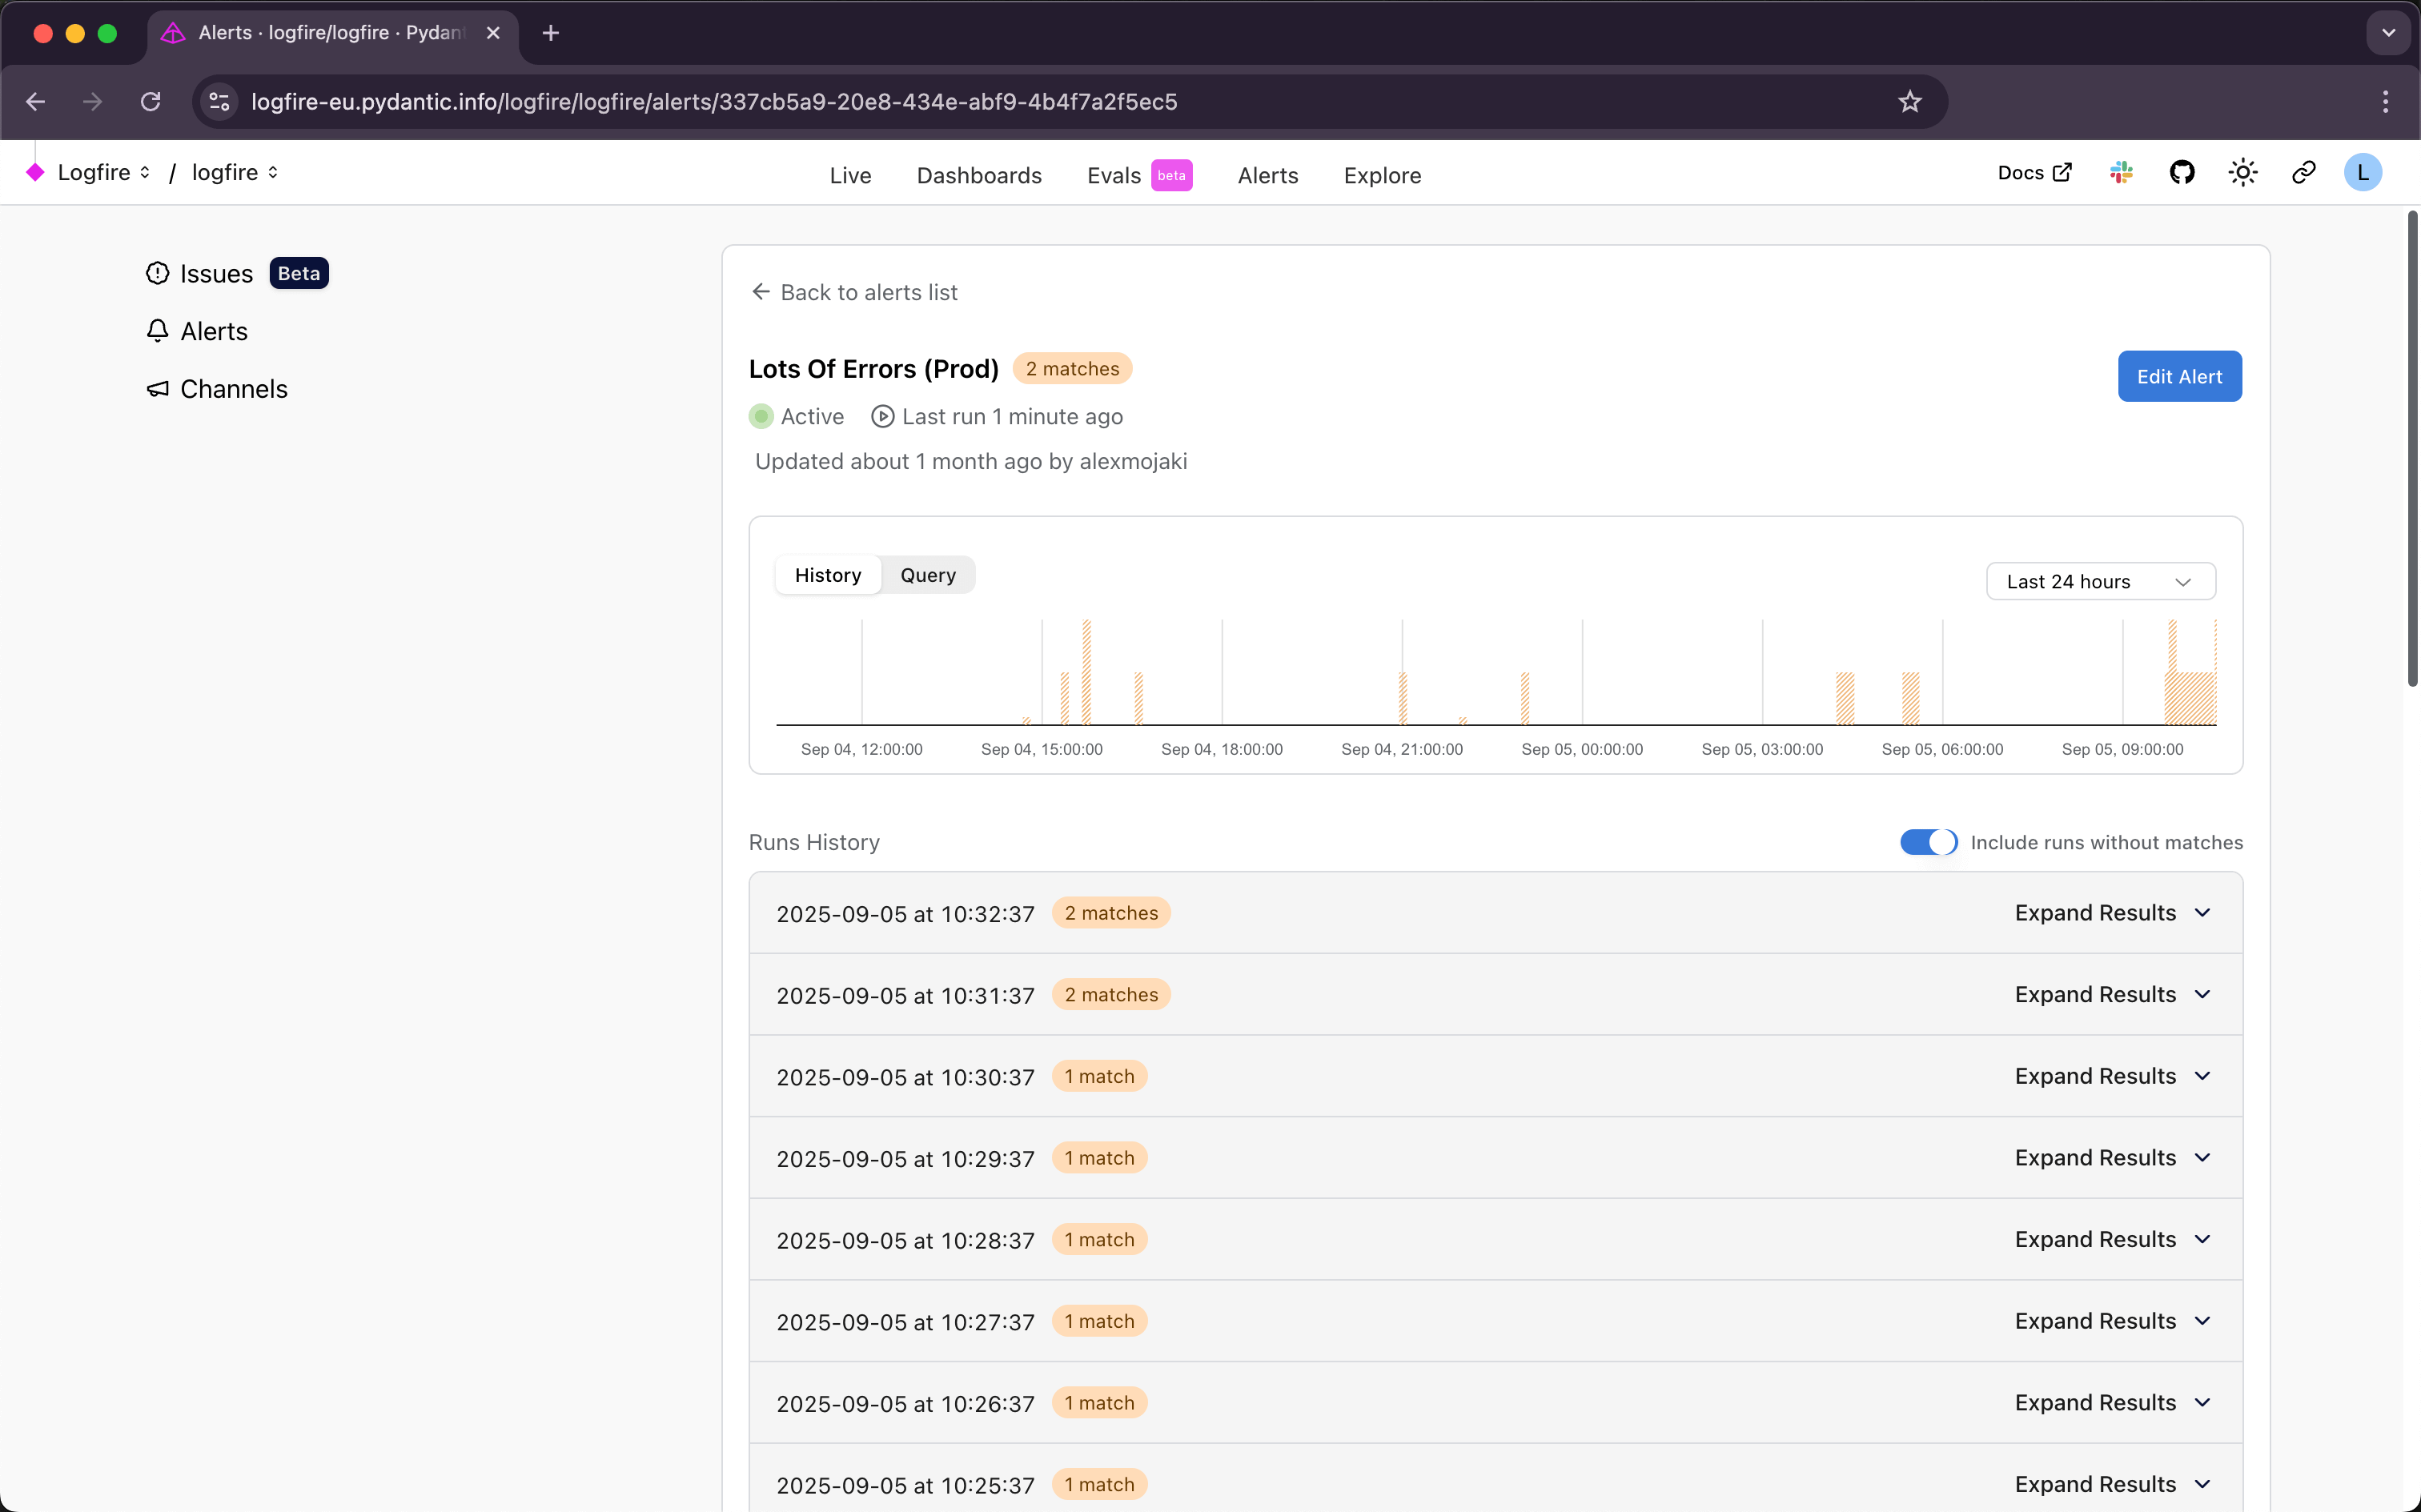 Alerts · logfire/logfire · Pydan
logfire-eu.pydantic.info/logfire/logfire/alerts/337cb5a9-20e8-434e-abf9-4b4f7a2f5ec5
Logfire / logfire
Live Dashboards Evals beta Alerts Explore
Docs
L
Issues Beta
Alerts
Channels
Back to alerts list
Lots Of Errors (Prod) 2 matches
Edit Alert
Active Last run 1 minute ago
Updated about 1 month ago by alexmojaki
History Query
Last 24 hours
Sep 04, 12:00:00 Sep 04, 15:00:00 Sep 04, 18:00:00 Sep 04, 21:00:00 Sep 05, 00:00:00 Sep 05, 03:00:00 Sep 05, 06:00:00 Sep 05, 09:00:00
Runs History
Include runs without matches
2025-09-05 at 10:32:37 2 matches Expand Results
2025-09-05 at 10:31:37 2 matches Expand Results
2025-09-05 at 10:30:37 1 match Expand Results
2025-09-05 at 10:29:37 1 match Expand Results
2025-09-05 at 10:28:37 1 match Expand Results
2025-09-05 at 10:27:37 1 match Expand Results
2025-09-05 at 10:26:37 1 match Expand Results
2025-09-05 at 10:25:37 1 match Expand Results